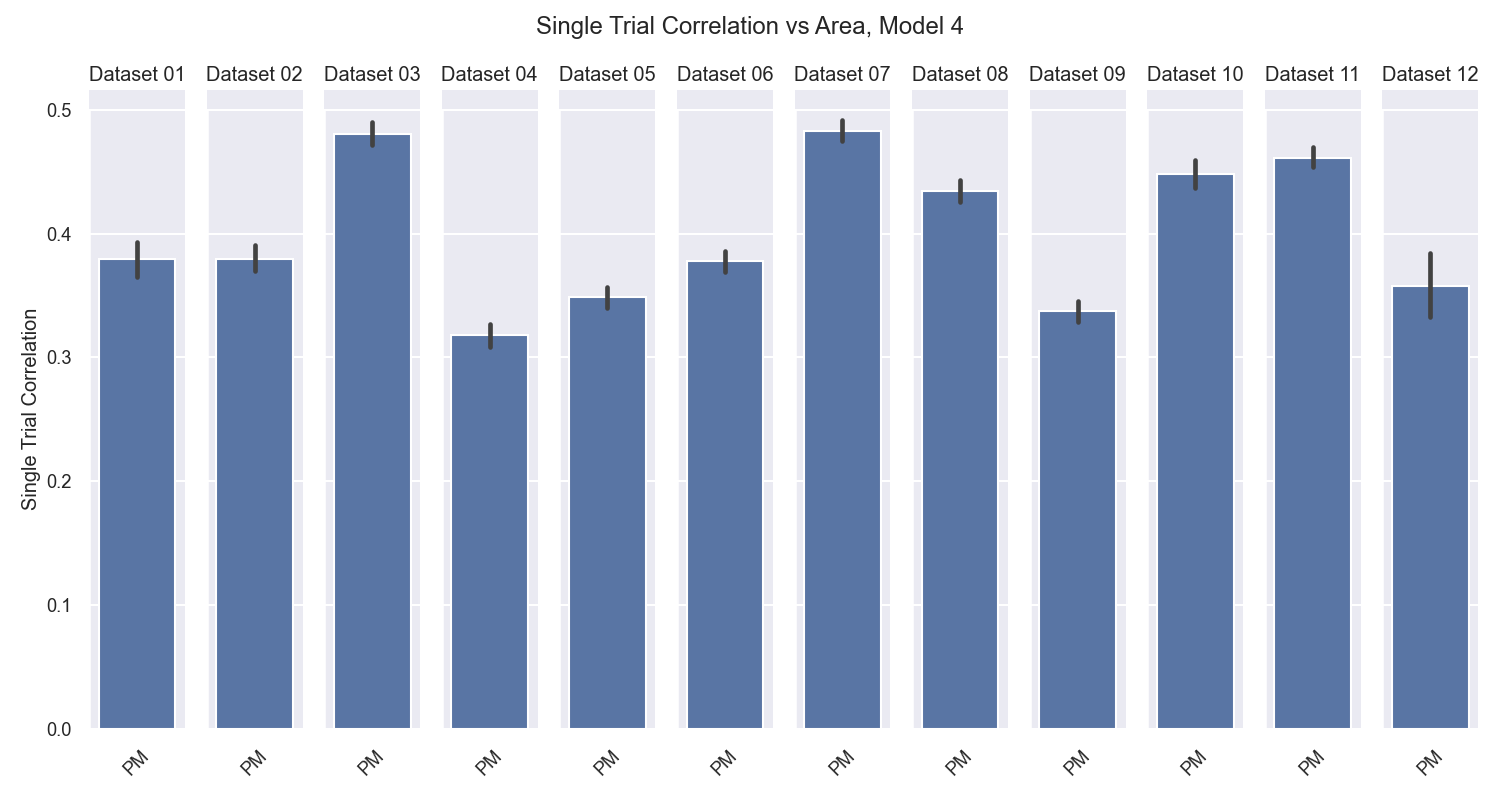 Single Trial Correlation vs Area, Model 4
Dataset 01 Dataset 02 Dataset 03 Dataset 04 Dataset 05 Dataset 06 Dataset 07 Dataset 08 Dataset 09 Dataset 10 Dataset 11 Dataset 12
Single Trial Correlation
0.5
0.4
0.3
0.2
0.1
0.0
PM PM PM PM PM PM PM PM PM PM PM PM